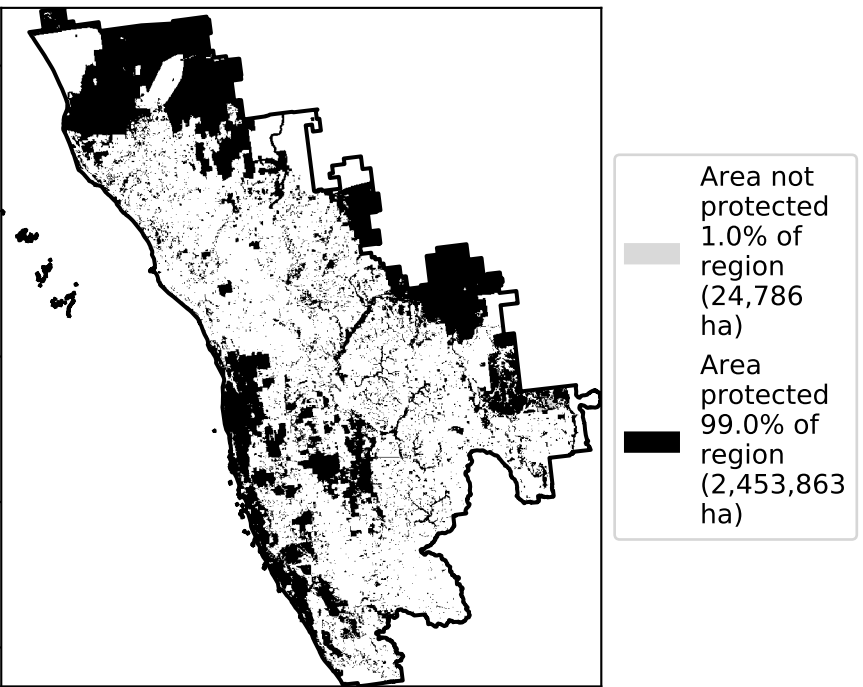 Area not
protected
1.0% of
region
(24,786
ha)
Area
protected
99.0% of
region
(2,453,863
ha)